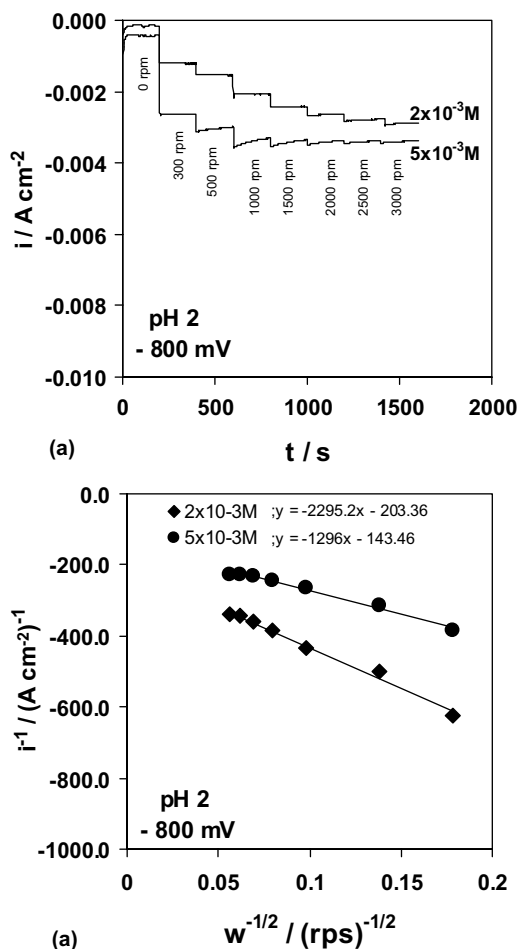 0.000
-0.002
-0.004
-0.006
-0.008
-0.010
i / A cm-2
0 rpm
300 rpm
500 rpm
1000 rpm
1500 rpm
2000 rpm
2500 rpm
3000 rpm
2x10-3M
5x10-3M
pH 2
- 800 mV
0 500 1000 1500 2000
(a) t / s
0.0
-200.0
-400.0
-600.0
-800.0
-1000.0
i-1 / (A cm-2)-1
2x10-3M ;y = -2295.2x - 203.36
5x10-3M ;y = -1296x - 143.46
pH 2
- 800 mV
0 0.05 0.1 0.15 0.2
(a) w-1/2 / (rps)-1/2